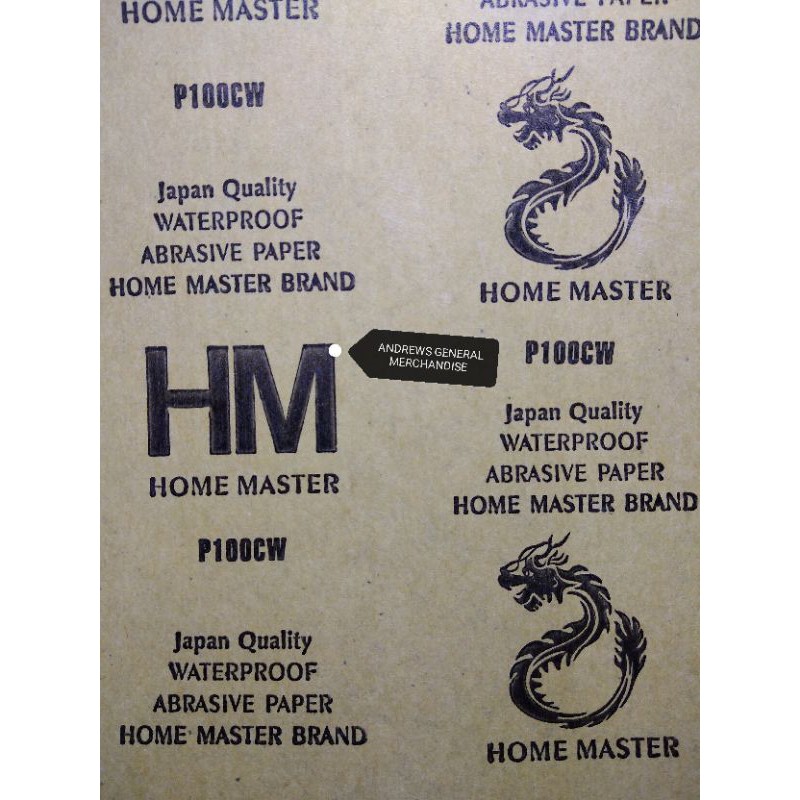 HOME MASTER
P100CW
Japan Quality
WATERPROOF
ABRASIVE PAPER
HOME MASTER BRAND
HM
HOME MASTER
P100CW
Japan Quality
WATERPROOF
ABRASIVE PAPER
HOME MASTER BRAND
ABRASIVE PAPER
HOME MASTER BRAND
HOME MASTER
ANDREWS GENERAL
MERCHANDISE
P100CW
Japan Quality
WATERPROOF
ABRASIVE PAPER
HOME MASTER BRAND
HOME MASTER